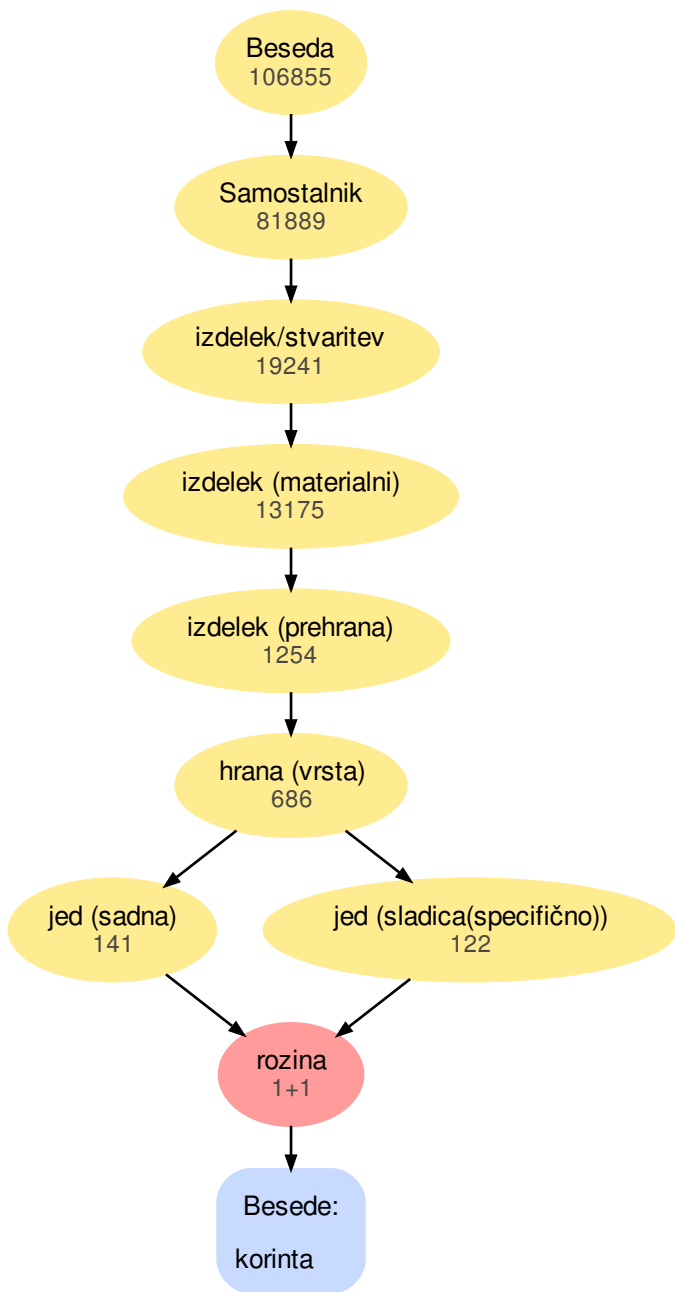 Beseda
106855
Samostalnik
81889
izdelek/stvaritev
19241
izdelek (materialni)
13175
izdelek (prehrana)
1254
hrana (vrsta)
686
jed (sadna)
141
jed (sladica(specifično))
122
rozina
1+1
Besede:
korinta